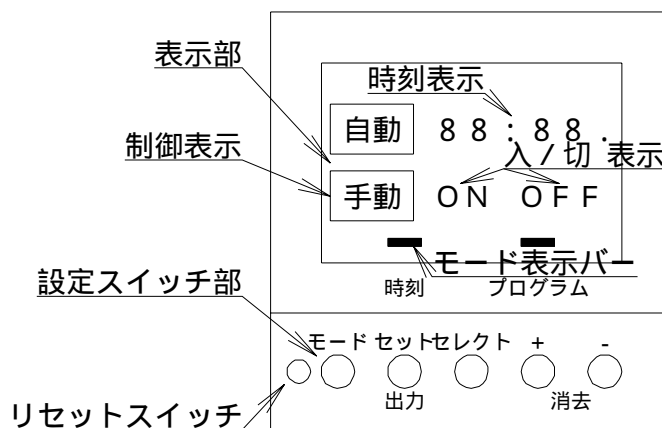 表示部
時刻表示
自動 88:88.
制御表示
入/切 表示
手動 ON OFF
モード表示バー
設定スイッチ部
時刻 プログラム
モード セット セレクト + -
出力 消去
リセットスイッチ